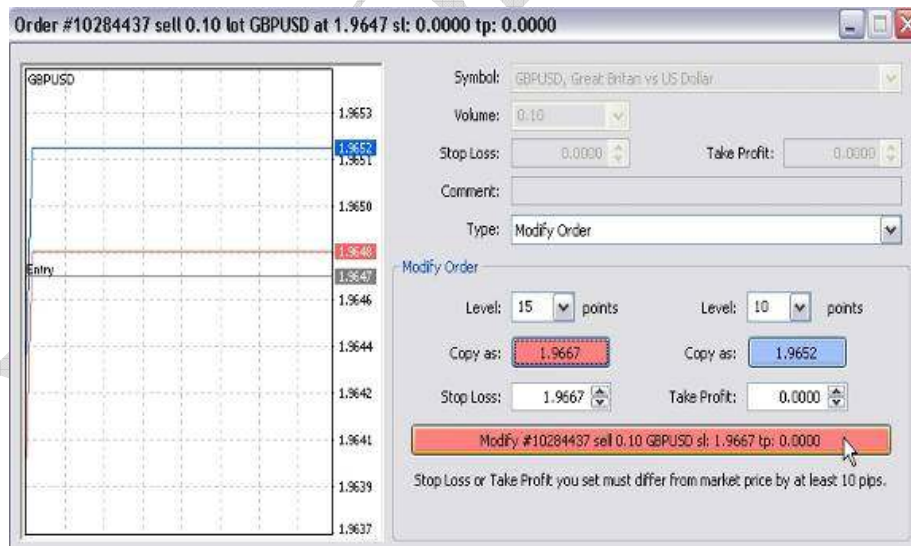 Order #10284437 sell 0.10 lot GBPUSD at 1.9647 sl: 0.0000 tp: 0.0000
GBPUSD
1.9653
1.9652
1.9651
1.9650
1.9648
Entry
1.9647
1.9646
1.9644
1.9642
1.9641
1.9639
1.9637
Symbol: GBPUSD, Great Britan vs US Dollar
Volume: 0.10
Stop Loss: 0.0000 Take Profit: 0.0000
Comment:
Type: Modify Order
Modify Order
Level: 15 points Level: 10 points
Copy as: 1.9667 Copy as: 1.9652
Stop Loss: 1.9667 Take Profit: 0.0000
Modify #10284437 sell 0.10 GBPUSD sl: 1.9667 tp: 0.0000
Stop Loss or Take Profit you set must differ from market price by at least 10 pips.